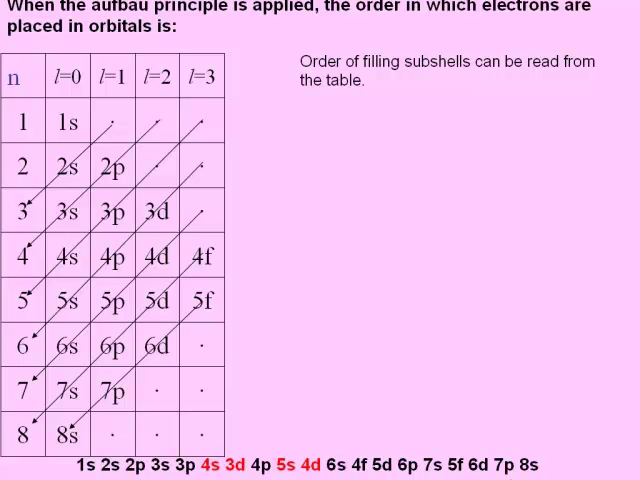 When the aufbau principle is applied, the order in which electrons are
placed in orbitals is:
Order of filling subshells can be read from
the table.
n l=0 l=1 l=2 l=3
1 1s · · ·
2 2s 2p · ·
3 3s 3p 3d ·
4 4s 4p 4d 4f
5 5s 5p 5d 5f
6 6s 6p 6d ·
7 7s 7p · ·
8 8s · · ·
1s 2s 2p 3s 3p 4s 3d 4p 5s 4d 6s 4f 5d 6p 7s 5f 6d 7p 8s